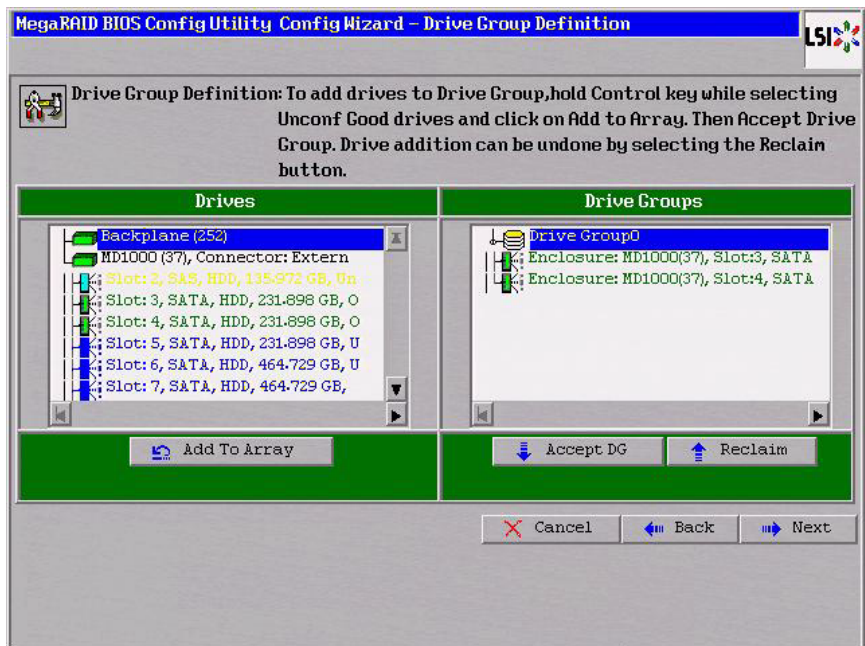 MegaRAID BIOS Config Utility Config Wizard – Drive Group Definition
LSI
Drive Group Definition: To add drives to Drive Group,hold Control key while selecting
Unconf Good drives and click on Add to Array. Then Accept Drive
Group. Drive addition can be undone by selecting the Reclaim
button.
Drives
Backplane (252)
MD1000 (37), Connector: Extern
Slot: 2, SAS, HDD, 135.972 GB, Un
Slot: 3, SATA, HDD, 231.898 GB, O
Slot: 4, SATA, HDD, 231.898 GB, O
Slot: 5, SATA, HDD, 231.898 GB, U
Slot: 6, SATA, HDD, 464.729 GB, U
Slot: 7, SATA, HDD, 464.729 GB,
Add To Array
Drive Groups
Drive Group0
Enclosure: MD1000(37), Slot:3, SATA
Enclosure: MD1000(37), Slot:4, SATA
Accept DG
Reclaim
Cancel
Back
Next